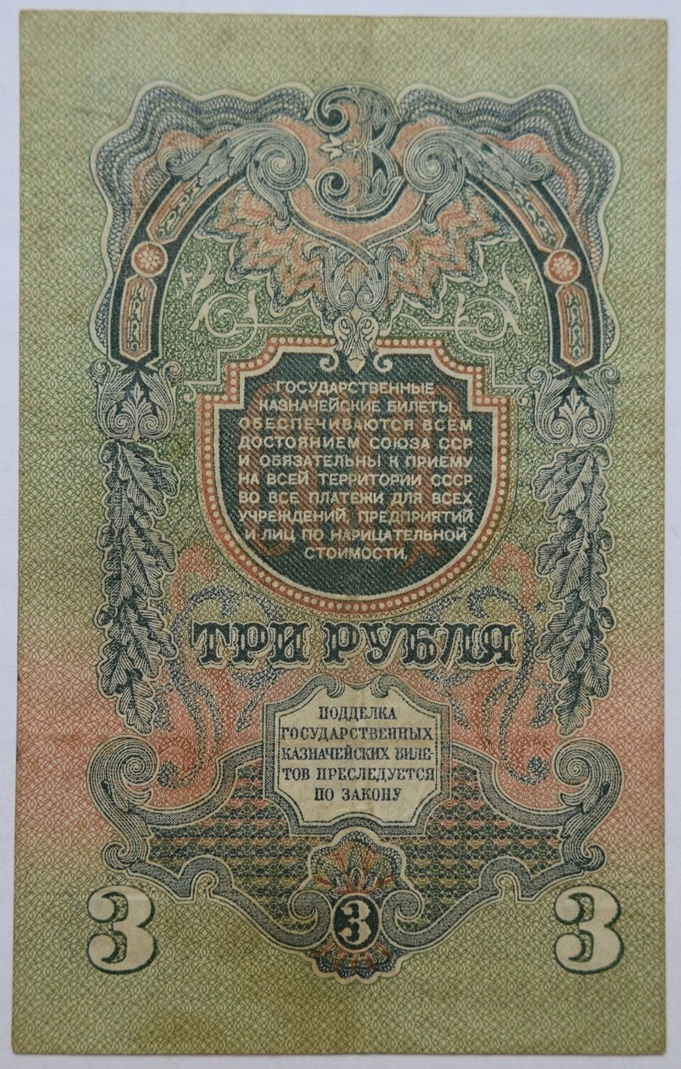 3
ГОСУДАРСТВЕННЫЕ
КАЗНАЧЕЙСКИЕ БИЛЕТЫ
ОБЕСПЕЧИВАЮТСЯ ВСЕМ
ДОСТОЯНИЕМ СОЮЗА ССР
И ОБЯЗАТЕЛЬНЫ К ПРИЕМУ
НА ВСЕЙ ТЕРРИТОРИИ СССР
ВО ВСЕ ПЛАТЕЖИ ДЛЯ ВСЕХ
УЧРЕЖДЕНИЙ, ПРЕДПРИЯТИЙ
И ЛИЦ ПО НАРИЦАТЕЛЬНОЙ
СТОИМОСТИ.
ТРИ РУБЛЯ
ПОДДЕЛКА
ГОСУДАРСТВЕННЫХ
КАЗНАЧЕЙСКИХ БИЛЕ-
ТОВ ПРЕСЛЕДУЕТСЯ
ПО ЗАКОНУ
3 3 3